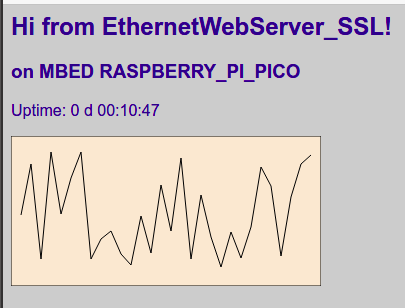 Hi from EthernetWebServer_SSL!
on MBED RASPBERRY_PI_PICO
Uptime: 0 d 00:10:47